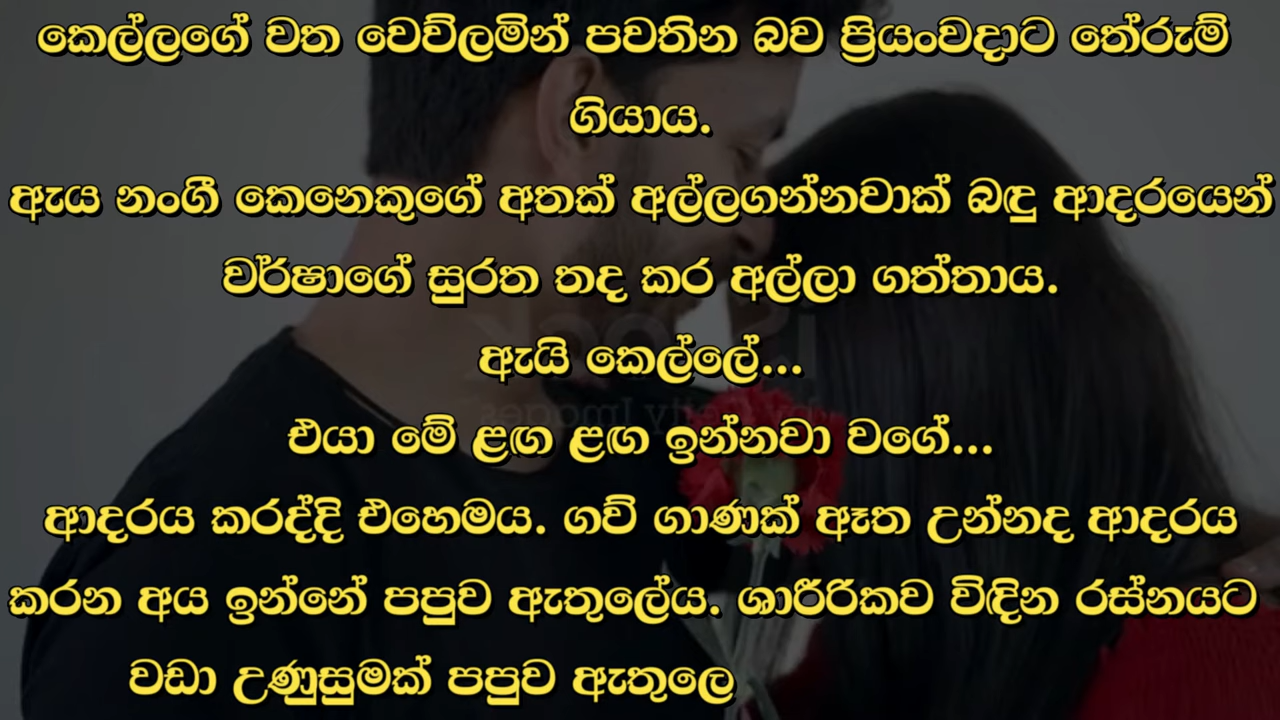 කෙල්ලගේ වත වෙව්ලමින් පවතින බව ප්‍රියංවදාට තේරුම්
ගියාය.
ඇය නංගී කෙනෙකුගේ අතක් අල්ලගන්නවාක් බඳු ආදරයෙන්
වර්ෂාගේ සුරත තද කර අල්ලා ගත්තාය.
ඇයි කෙල්ලේ...
එයා මේ ළඟ ළඟ ඉන්නවා වගේ...
ආදරය කරද්දි එහෙමය. ගව් ගාණක් ඈත උන්නද ආදරය
කරන අය ඉන්නේ පපුව ඇතුලේය. ශාරීරිකව විඳින රස්නයට
වඩා උණුසුමක් පපුව ඇතුලෙ